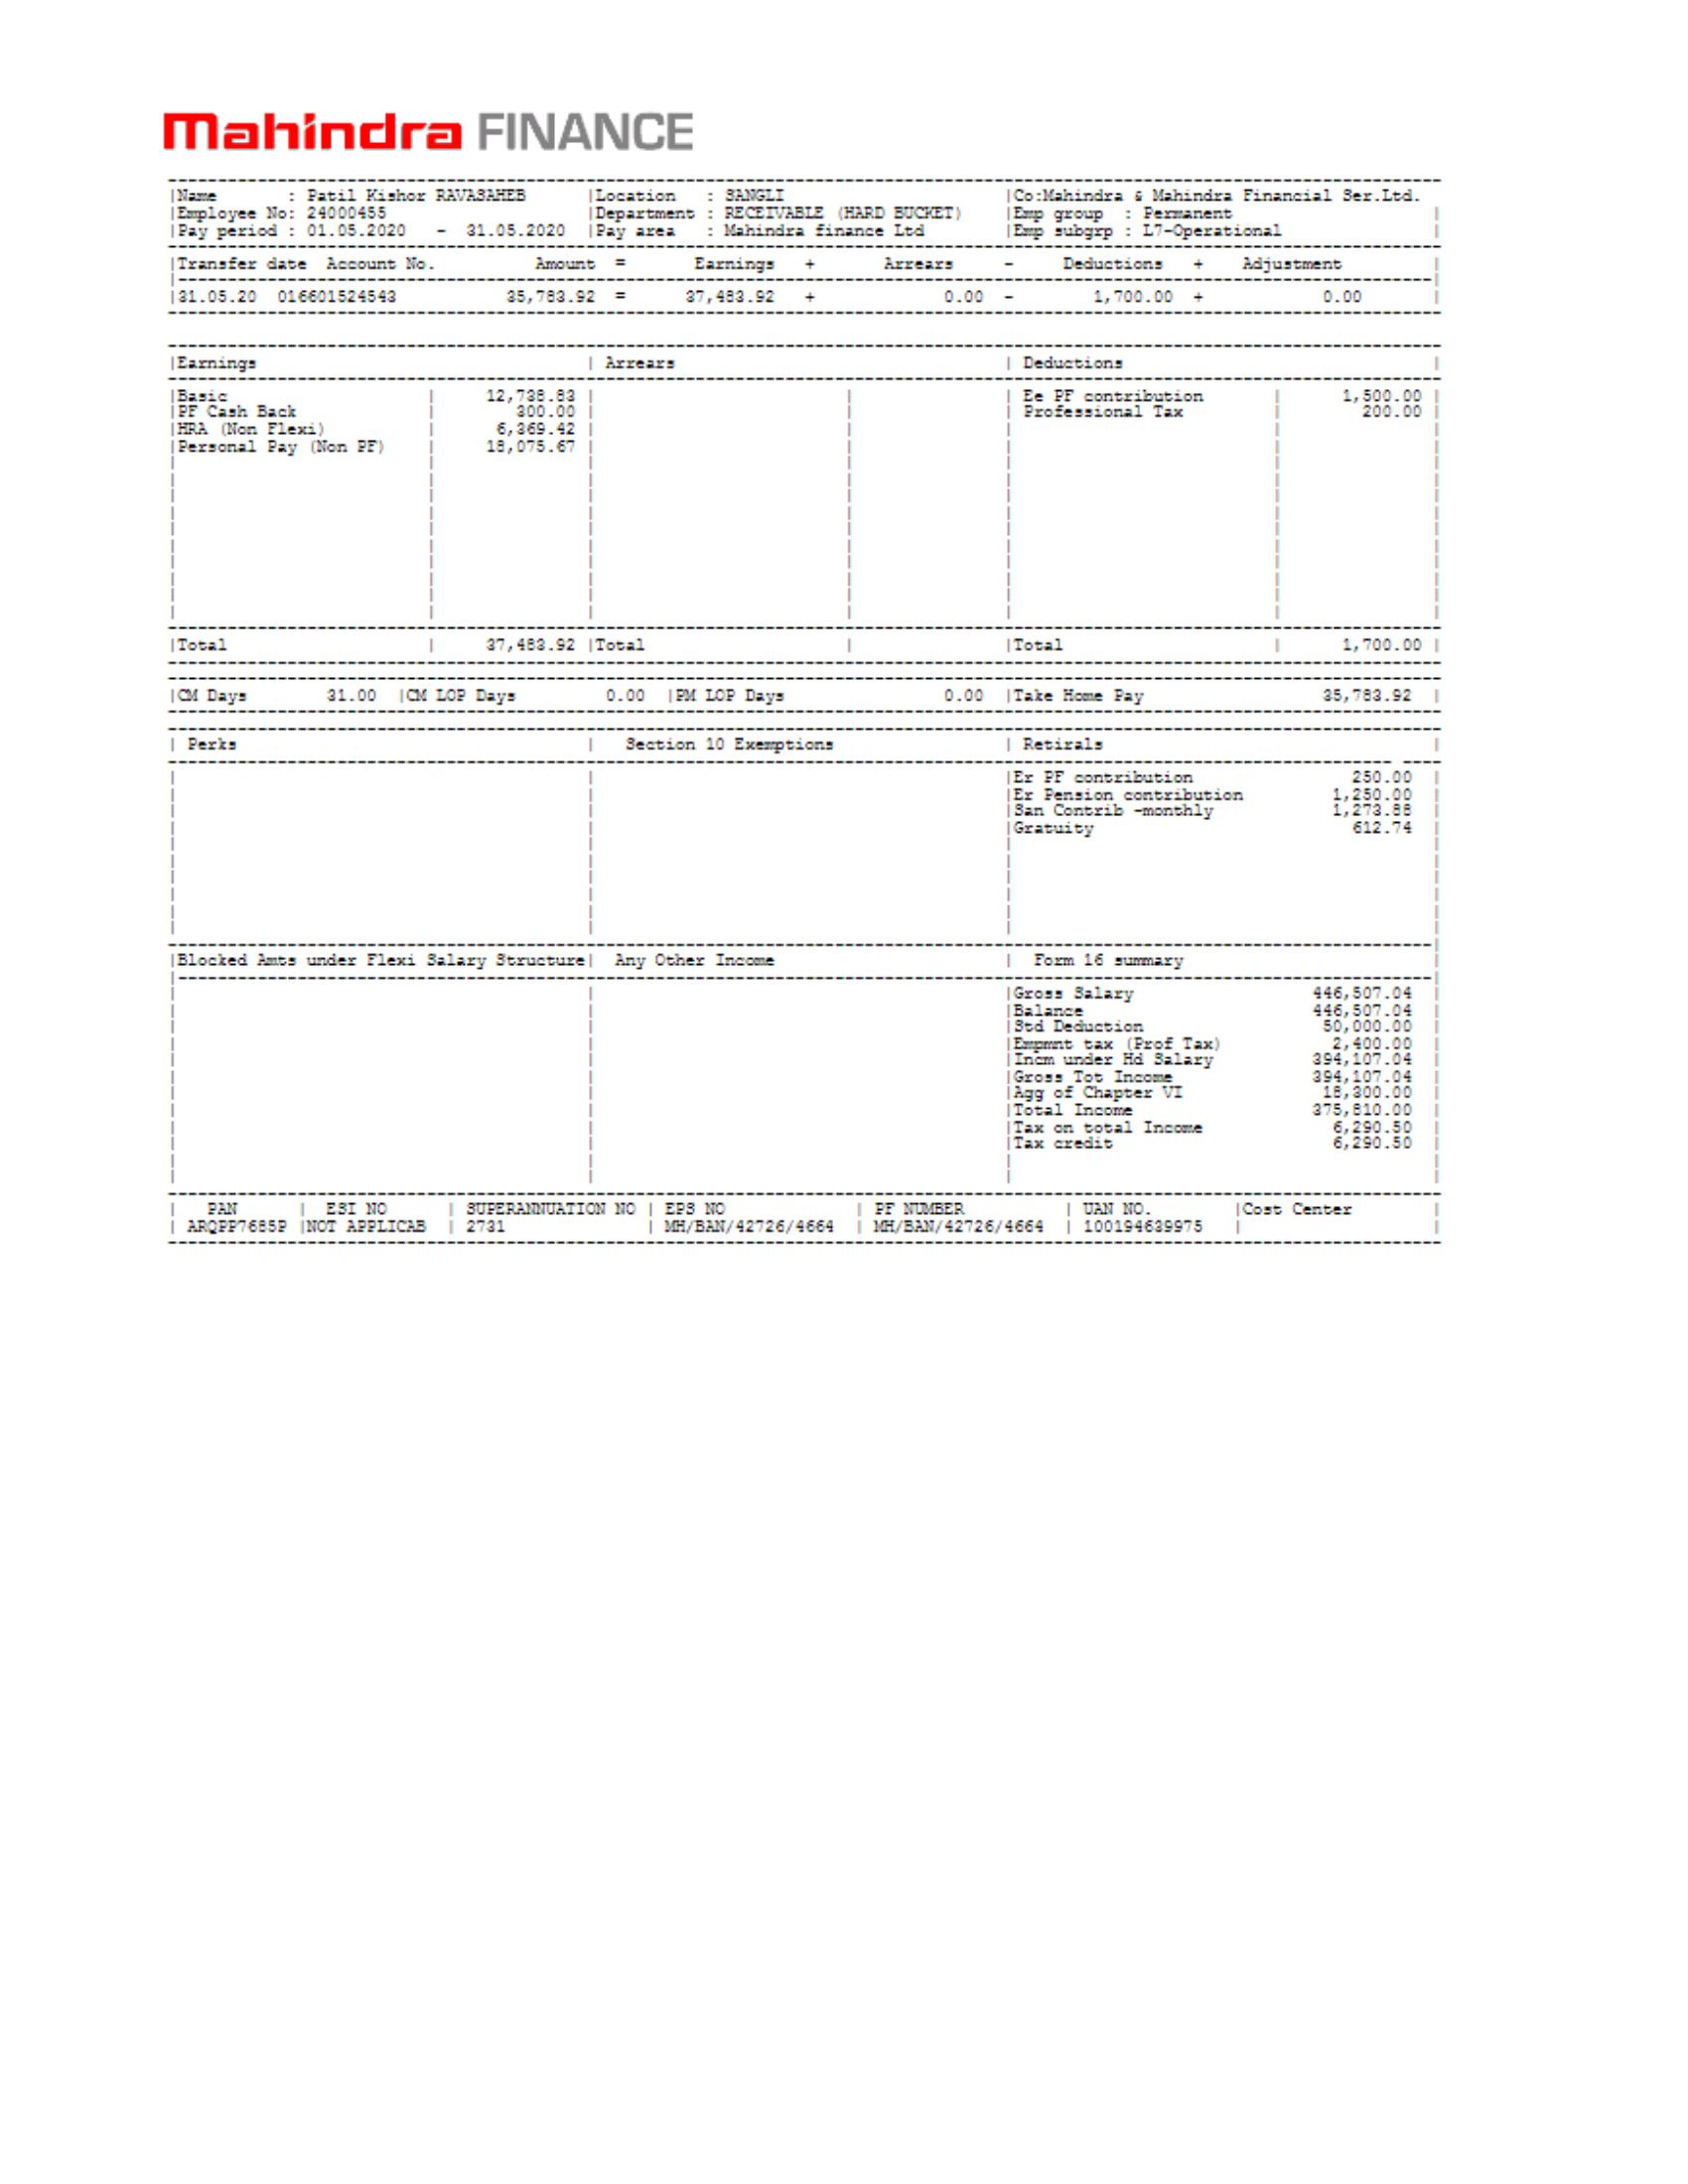 Mahindra FINANCE
|Name : Patil Kishor RAVASAHEB |Location : SANGLI |Co:Mahindra & Mahindra Financial Ser.Ltd.
|Employee No: 24000455 |Department : RECEIVABLE (HARD BUCKET) |Emp group : Permanent |
|Pay period : 01.05.2020 - 31.05.2020 |Pay area : Mahindra finance Ltd |Emp subgrp : L7-Operational |
|Transfer date Account No. Amount = Earnings + Arrears - Deductions + Adjustment |
|31.05.20 016601524543 35,783.92 = 37,483.92 + 0.00 - 1,700.00 + 0.00 |
|Earnings | Arrears | Deductions |
|Basic | 12,738.83 | | | Ee PF contribution | 1,500.00 |
|PF Cash Back | 300.00 | | | Professional Tax | 200.00 |
|HRA (Non Flexi) | 6,369.42 | | | | |
|Personal Pay (Non PF) | 18,075.67 | | | | |
|Total | 37,483.92 |Total | |Total | 1,700.00 |
|CM Days 31.00 |CM LOP Days 0.00 |PM LOP Days 0.00 |Take Home Pay 35,783.92 |
| Perks | Section 10 Exemptions | Retirals |
| | |Er PF contribution 250.00 |
| | |Er Pension contribution 1,250.00 |
| | |San Contrib -monthly 1,273.88 |
| | |Gratuity 612.74 |
|Blocked Amts under Flexi Salary Structure| Any Other Income | Form 16 summary |
| | |Gross Salary 446,507.04 |
| | |Balance 446,507.04 |
| | |Std Deduction 50,000.00 |
| | |Empmnt tax (Prof Tax) 2,400.00 |
| | |Incm under Hd Salary 394,107.04 |
| | |Gross Tot Income 394,107.04 |
| | |Agg of Chapter VI 18,300.00 |
| | |Total Income 375,810.00 |
| | |Tax on total Income 6,290.50 |
| | |Tax credit 6,290.50 |
| PAN | ESI NO | SUPERANNUATION NO | EPS NO | PF NUMBER | UAN NO. |Cost Center |
| ARQPP7685P |NOT APPLICAB | 2731 | MH/BAN/42726/4664 | MH/BAN/42726/4664 | 100194639975 | |